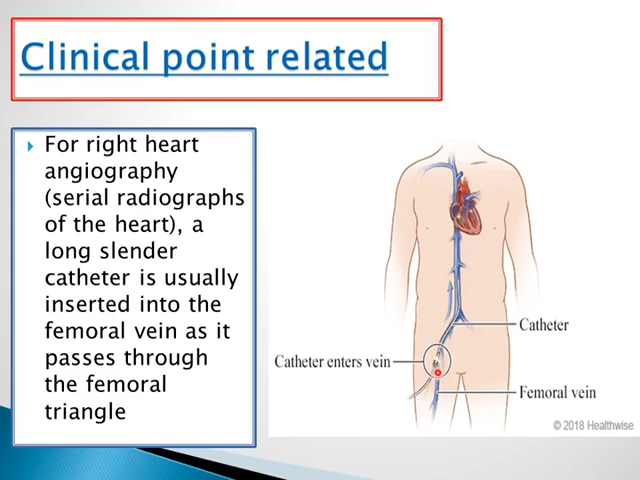 Clinical point related
For right heart
angiography
(serial radiographs
of the heart), a
long slender
catheter is usually
inserted into the
femoral vein as it
passes through
the femoral
triangle
Catheter
Catheter enters vein
Femoral vein
© 2018 Healthwise